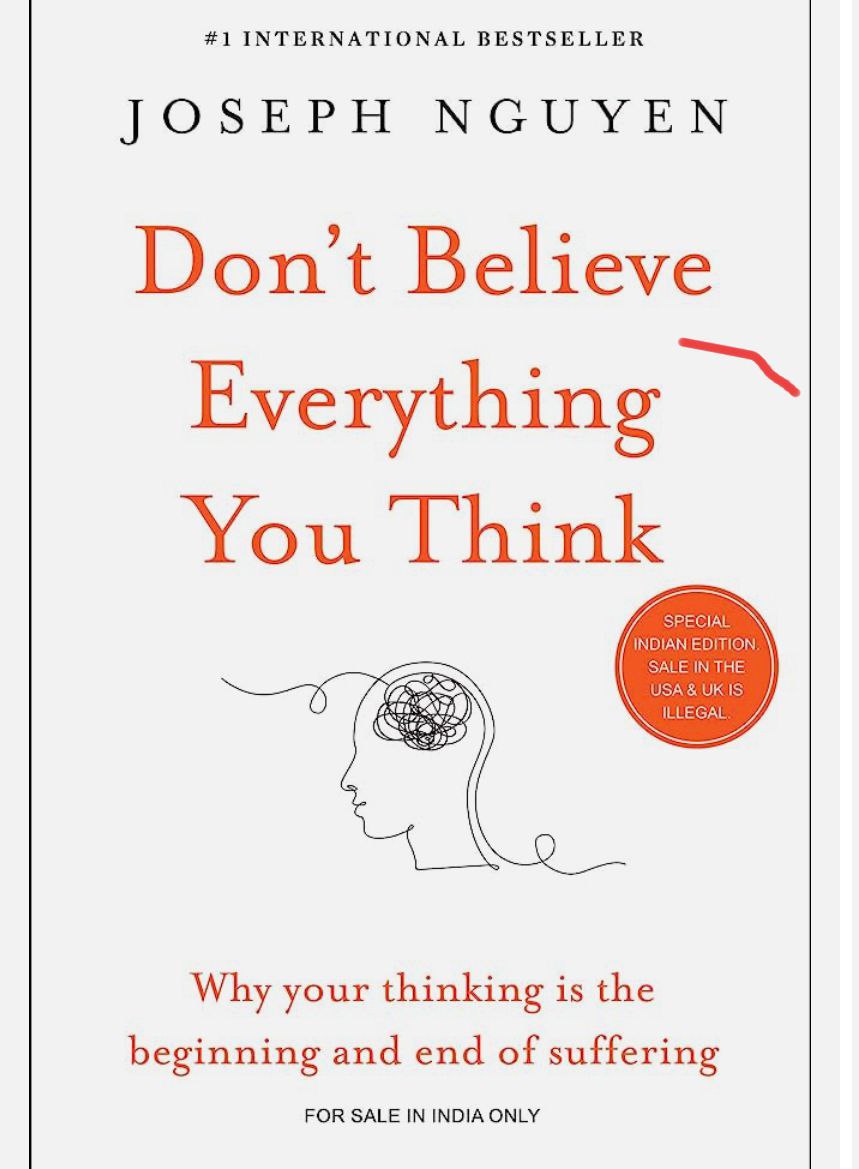 #1 INTERNATIONAL BESTSELLER
JOSEPH NGUYEN
Don’t Believe
Everything
You Think
SPECIAL
INDIAN EDITION.
SALE IN THE
USA & UK IS
ILLEGAL.
Why your thinking is the
beginning and end of suffering
FOR SALE IN INDIA ONLY